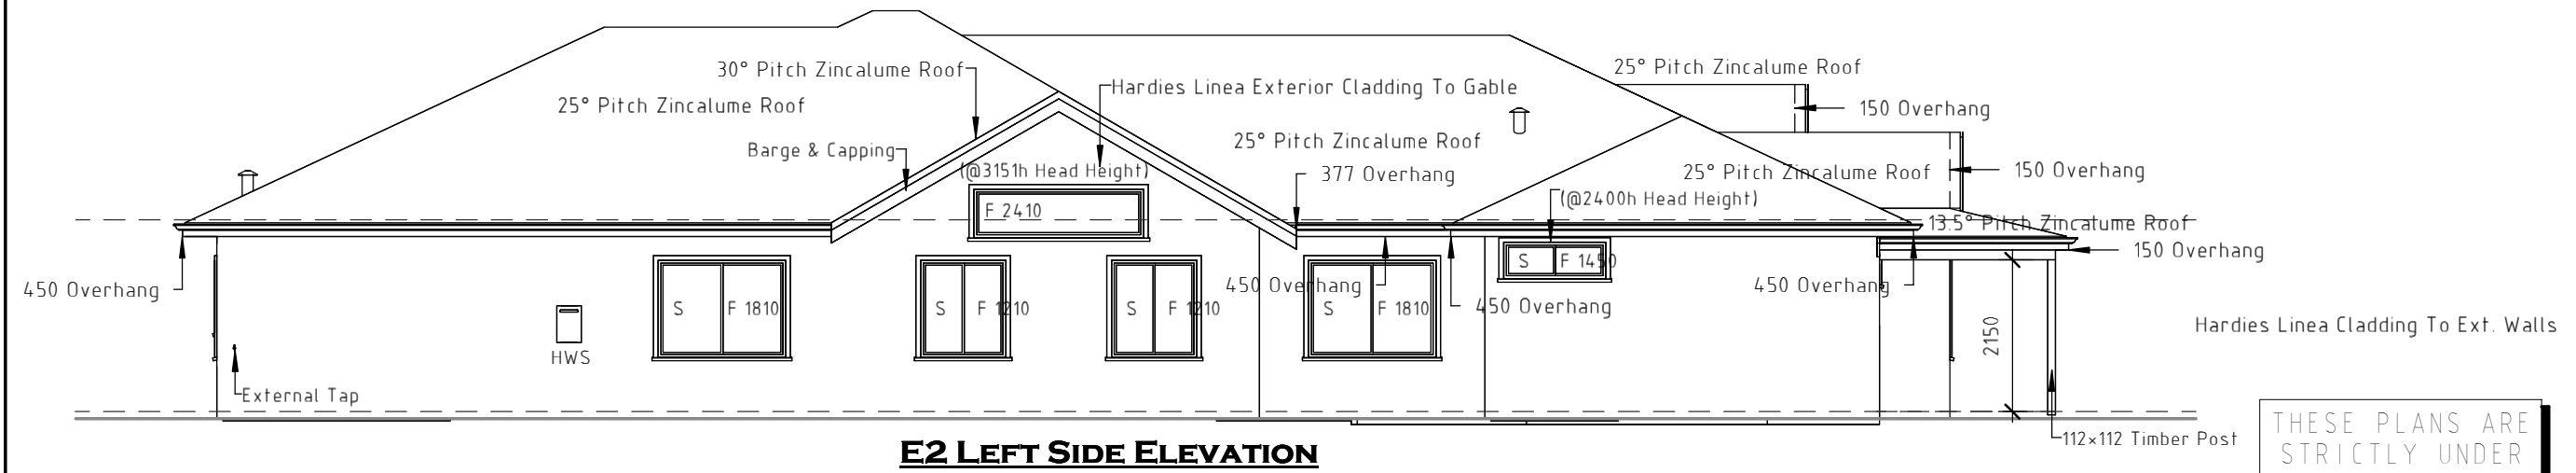 30° Pitch Zincalume Roof
25° Pitch Zincalume Roof
Hardies Linea Exterior Cladding To Gable
25° Pitch Zincalume Roof
150 Overhang
Barge & Capping
25° Pitch Zincalume Roof
(@3151h Head Height)
377 Overhang
25° Pitch Zincalume Roof
150 Overhang
(@2400h Head Height)
F 2410
13.5° Pitch Zincalume Roof
150 Overhang
450 Overhang
S F 1810
S F 1210
S F 1210
450 Overhang
S F 1810
450 Overhang
S F 1450
450 Overhang
2150
Hardies Linea Cladding To Ext. Walls
HWS
External Tap
112×112 Timber Post
E2 LEFT SIDE ELEVATION
THESE PLANS ARE
STRICTLY UNDER